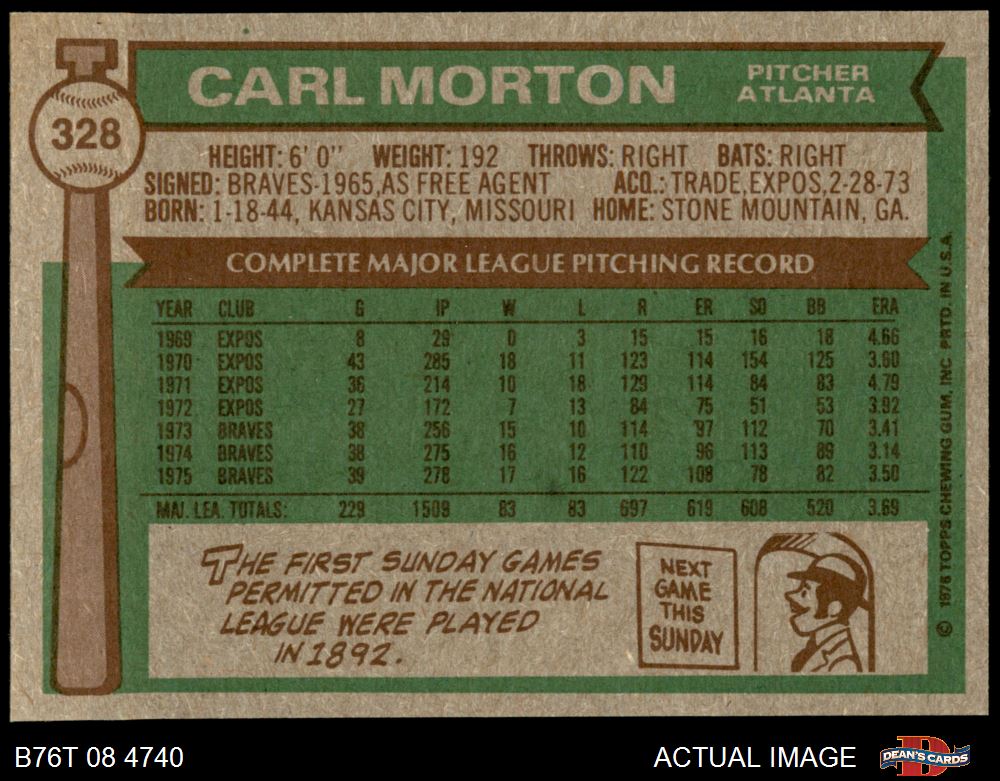 CARL MORTON
PITCHER
ATLANTA
328
HEIGHT: 6' 0" WEIGHT: 192 THROWS: RIGHT BATS: RIGHT
SIGNED: BRAVES-1965, AS FREE AGENT ACQ.: TRADE, EXPOS, 2-28-73
BORN: 1-18-44, KANSAS CITY, MISSOURI HOME: STONE MOUNTAIN, GA.
COMPLETE MAJOR LEAGUE PITCHING RECORD
YEAR CLUB G IP W L R ER SO BB ERA
1969 EXPOS 8 29 0 3 15 15 16 18 4.66
1970 EXPOS 43 285 18 11 123 114 154 125 3.60
1971 EXPOS 36 214 10 18 129 114 84 83 4.79
1972 EXPOS 27 172 7 13 84 75 51 53 3.92
1973 BRAVES 38 256 15 10 114 97 112 70 3.41
1974 BRAVES 38 275 16 12 110 96 113 89 3.14
1975 BRAVES 39 278 17 16 122 108 78 82 3.50
MAJ. LEA. TOTALS: 229 1509 83 83 697 619 608 520 3.69
THE FIRST SUNDAY GAMES
PERMITTED IN THE NATIONAL
LEAGUE WERE PLAYED
IN 1892.
NEXT
GAME
THIS
SUNDAY
© 1976 TOPPS CHEWING GUM, INC. PRTD. IN U.S.A.
B76T 08 4740
ACTUAL IMAGE
DEAN'S CARDS